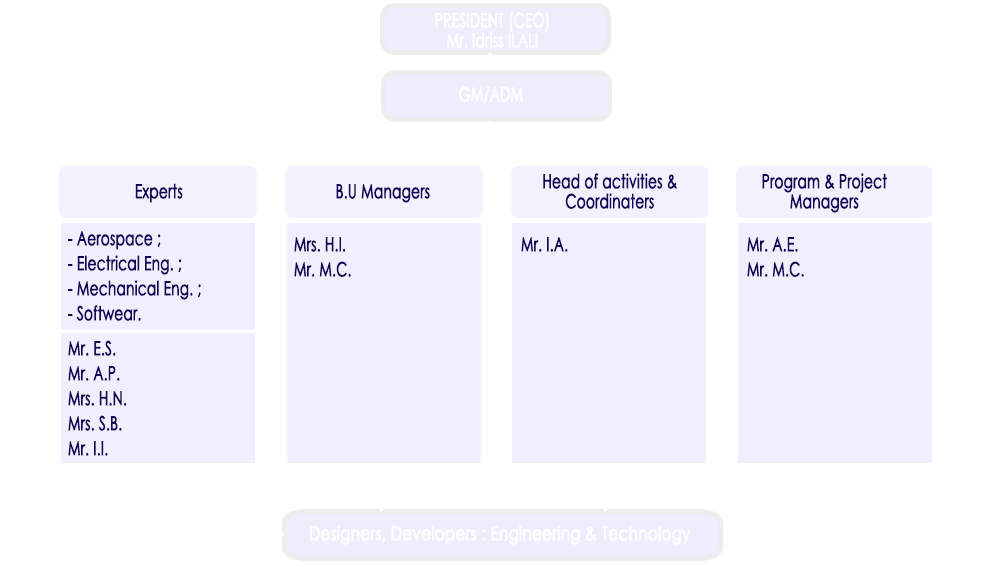 PRESIDENT (CEO)
Mr. Idriss ILALI
GM/ADM
Experts
- Aerospace ;
- Electrical Eng. ;
- Mechanical Eng. ;
- Softwear.
Mr. E.S.
Mr. A.P.
Mrs. H.N.
Mrs. S.B.
Mr. I.I.
B.U Managers
Mrs. H.I.
Mr. M.C.
Head of activities &
Coordinaters
Mr. I.A.
Program & Project
Managers
Mr. A.E.
Mr. M.C.
Designers, Developers : Engineering & Technology